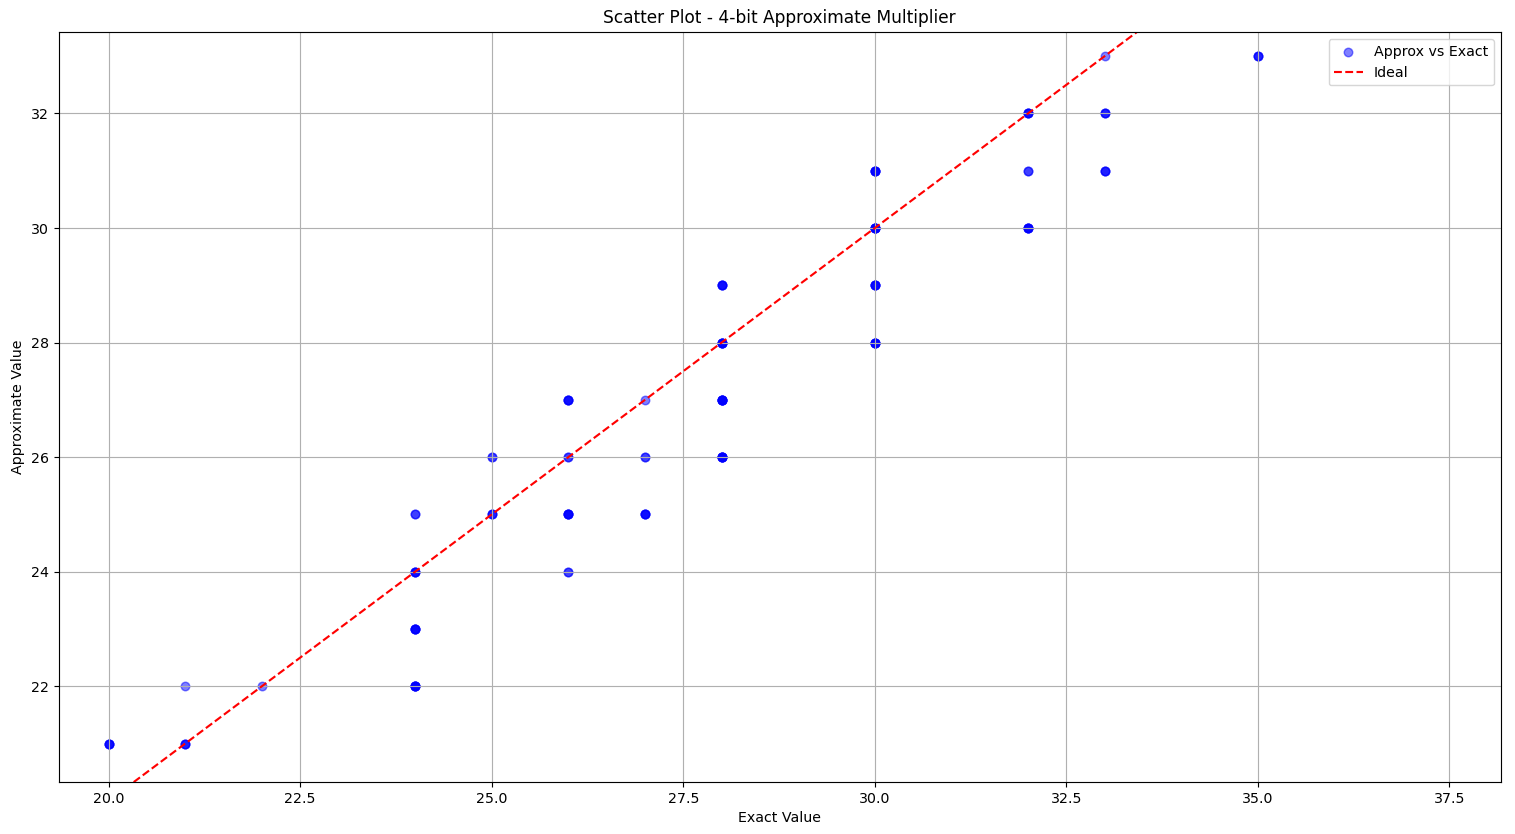 Scatter Plot - 4-bit Approximate Multiplier
Approx vs Exact
Ideal
Approximate Value
32
30
28
26
24
22
20.0 22.5 25.0 27.5 30.0 32.5 35.0 37.5
Exact Value